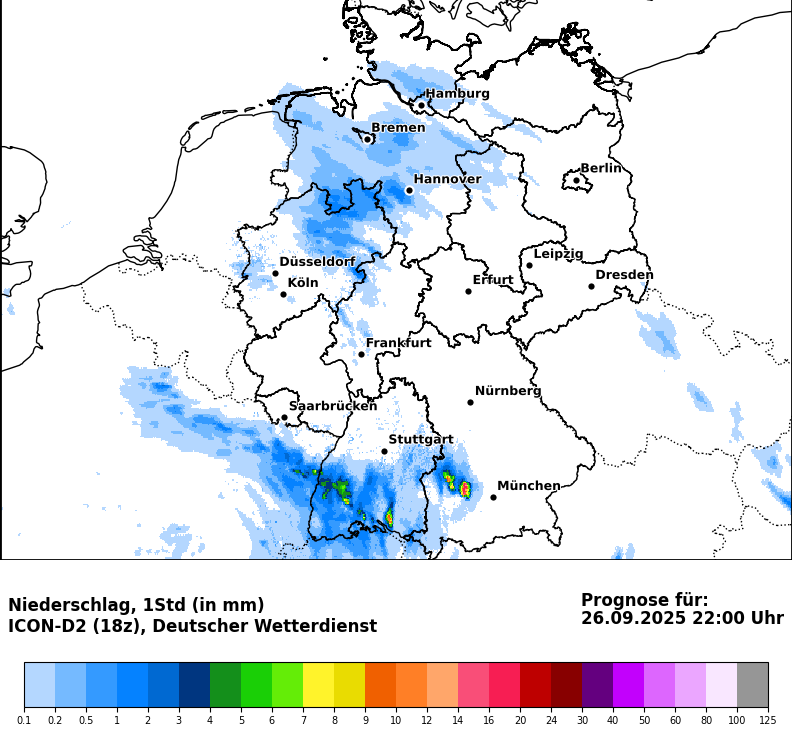 Hamburg
Bremen
Berlin
Hannover
Leipzig
Düsseldorf
Dresden
Köln
Erfurt
Frankfurt
Nürnberg
Saarbrücken
Stuttgart
München
Niederschlag, 1Std (in mm)
ICON-D2 (18z), Deutscher Wetterdienst
Prognose für:
26.09.2025 22:00 Uhr
0.1 0.2 0.5 1 2 3 4 5 6 7 8 9 10 12 14 16 20 24 30 40 50 60 80 100 125